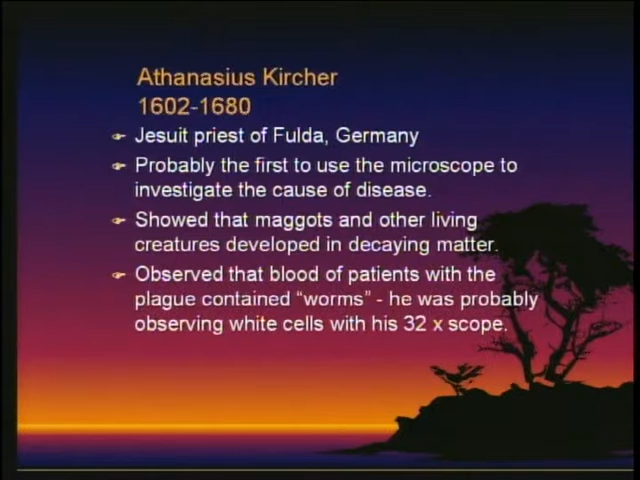 Athanasius Kircher
1602-1680
Jesuit priest of Fulda, Germany
Probably the first to use the microscope to
investigate the cause of disease.
Showed that maggots and other living
creatures developed in decaying matter.
Observed that blood of patients with the
plague contained “worms” - he was probably
observing white cells with his 32 x scope.